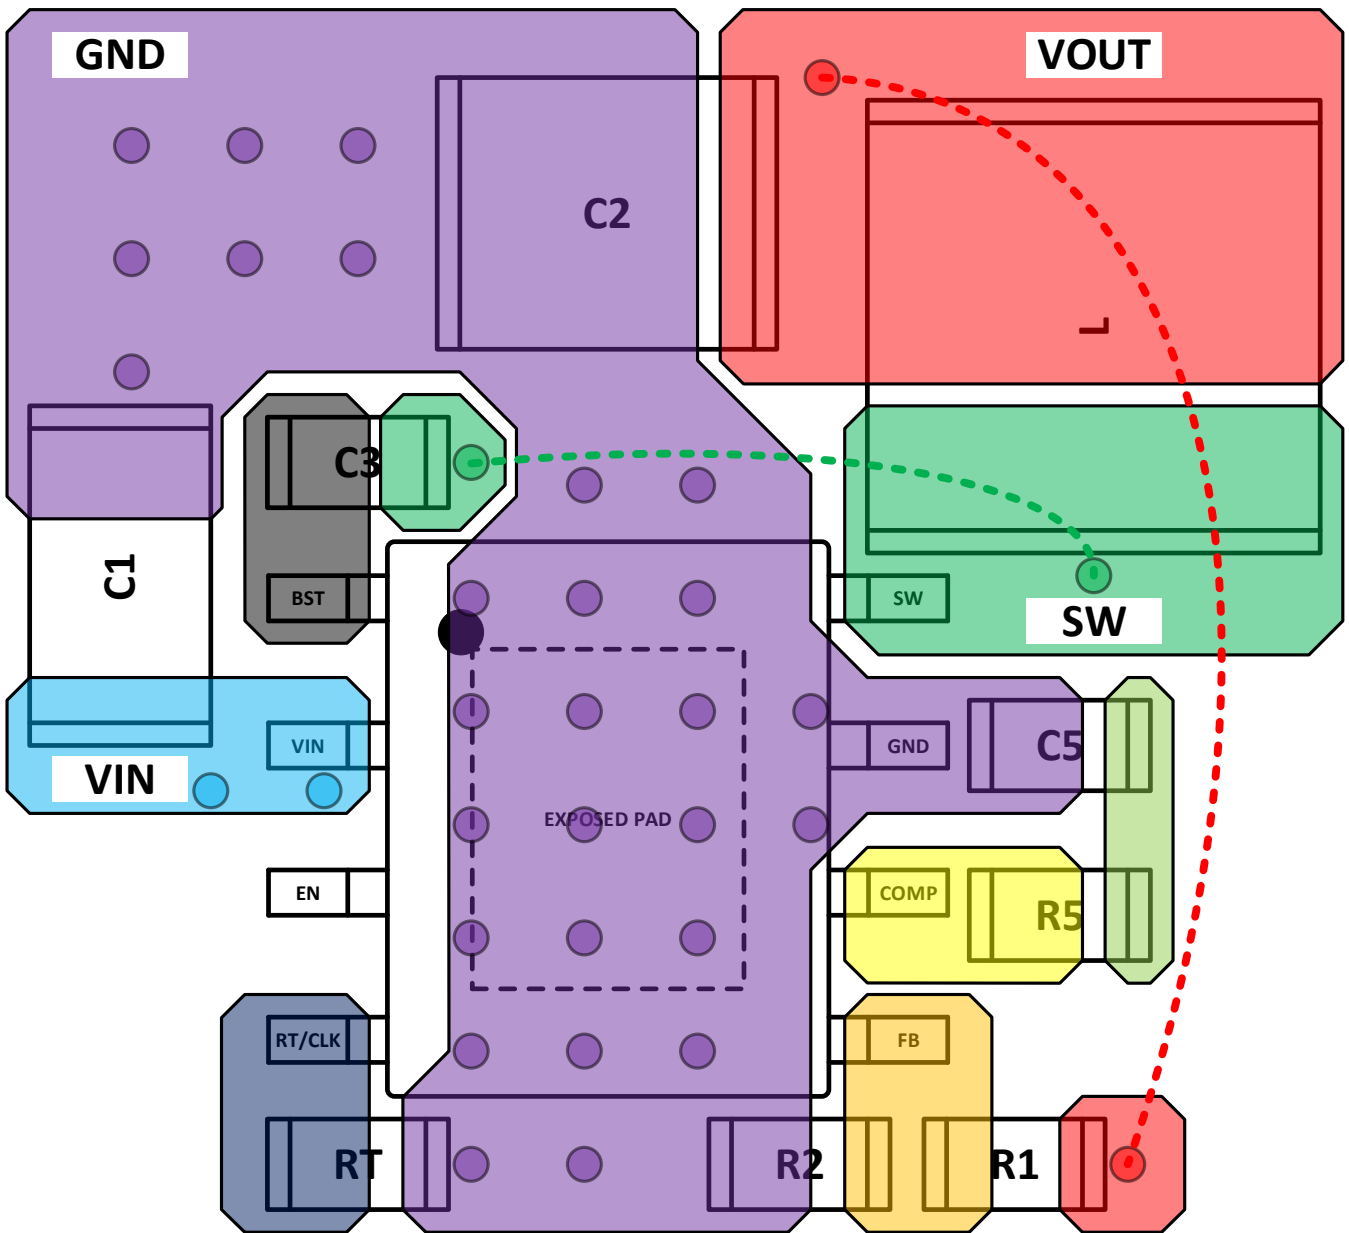 GND
VOUT
C2
L
C3
C1
BST
SW
SW
VIN
GND
C5
VIN
EXPOSED PAD
EN
COMP
R5
RT/CLK
FB
RT
R2
R1